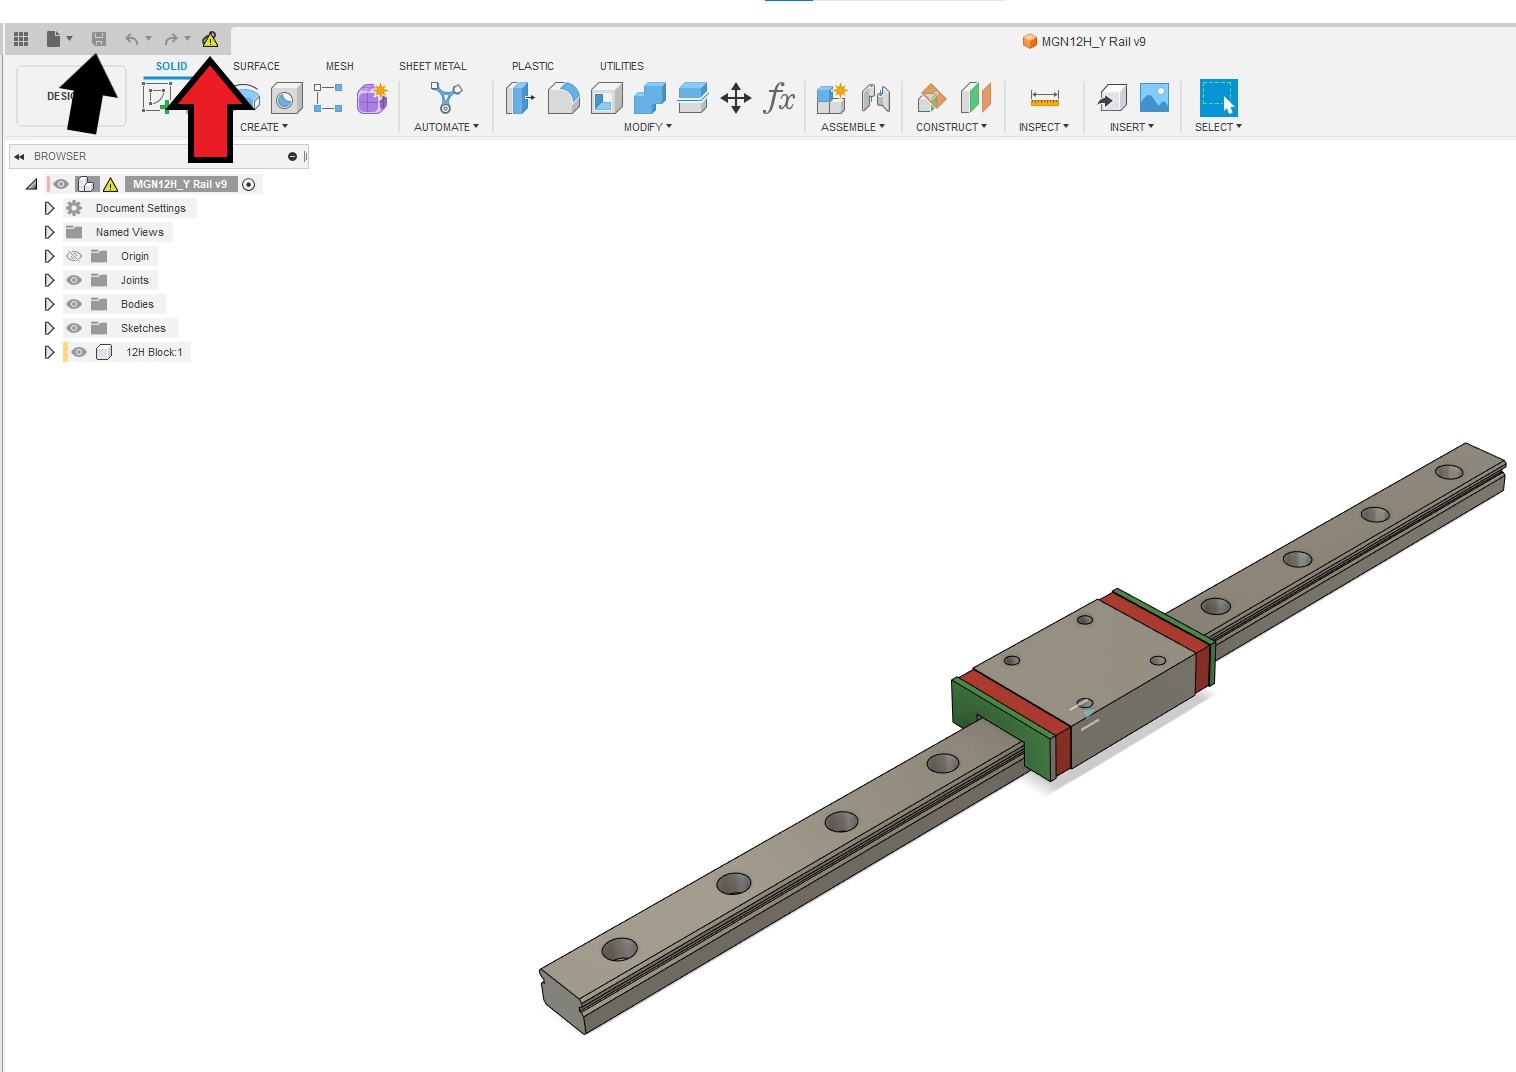 MGN12H_Y Rail v9
SOLID SURFACE MESH SHEET METAL PLASTIC UTILITIES
fx
CREATE AUTOMATE MODIFY ASSEMBLE CONSTRUCT INSPECT INSERT SELECT
BROWSER
MGN12H_Y Rail v9
Document Settings
Named Views
Origin
Joints
Bodies
Sketches
12H Block:1